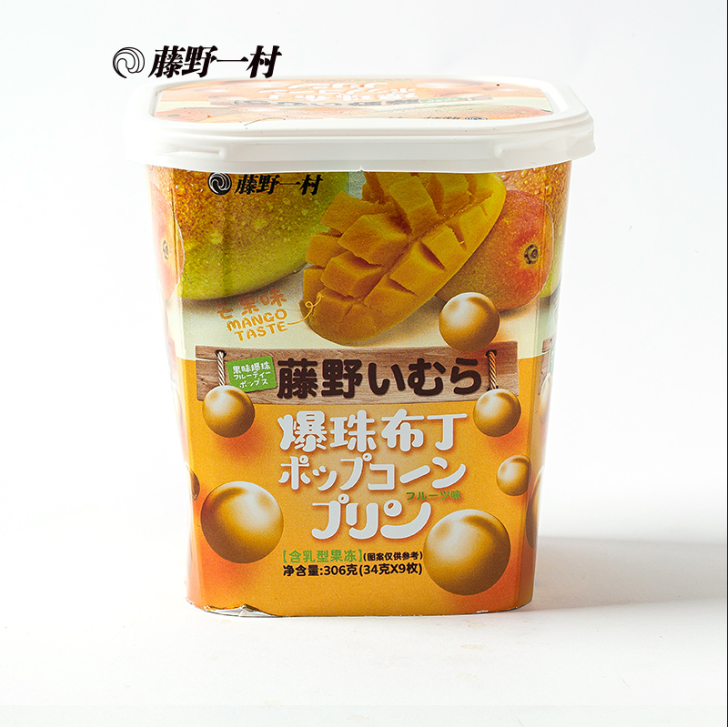 藤野一村
藤野一村
芒果味
MANGO
TASTE
果味爆珠
フルーティー
ポップス
藤野いむら
爆珠布丁
ポップコーン
フルーツ味
プリン
【含乳型果冻】(图案仅供参考)
净含量:306克(34克X9枚)